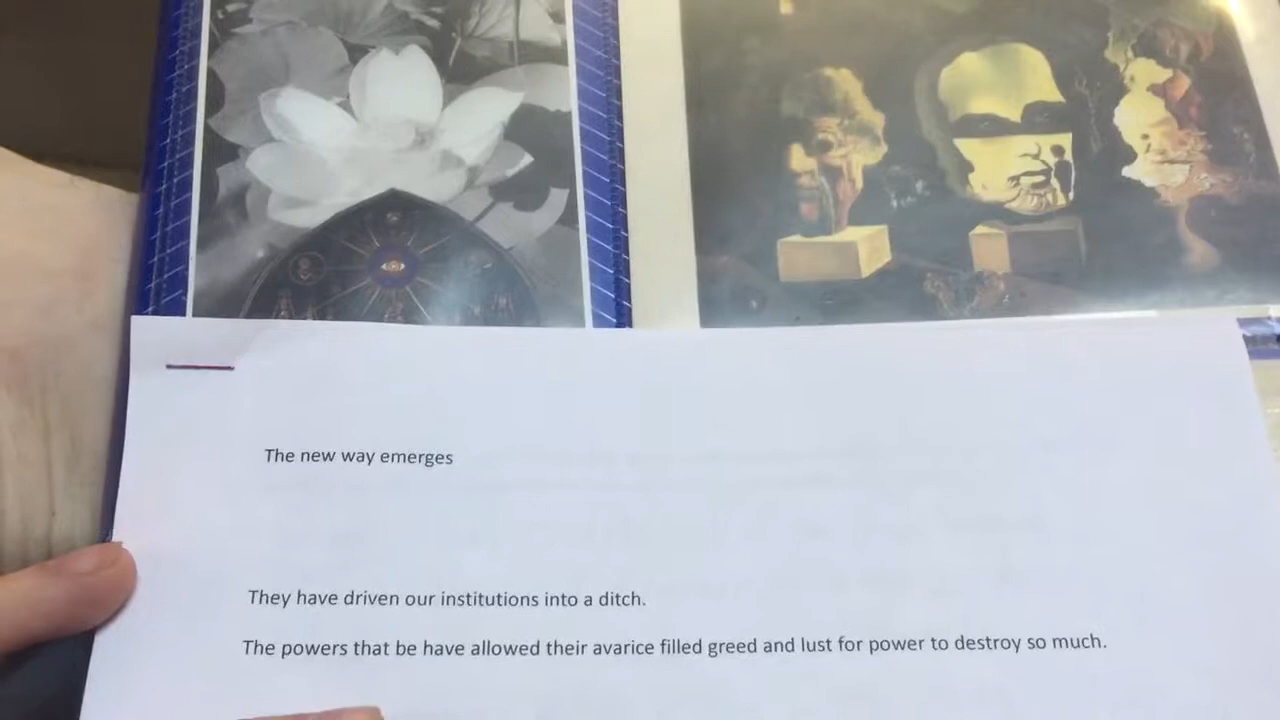 The new way emerges
They have driven our institutions into a ditch.
The powers that be have allowed their avarice filled greed and lust for power to destroy so much.